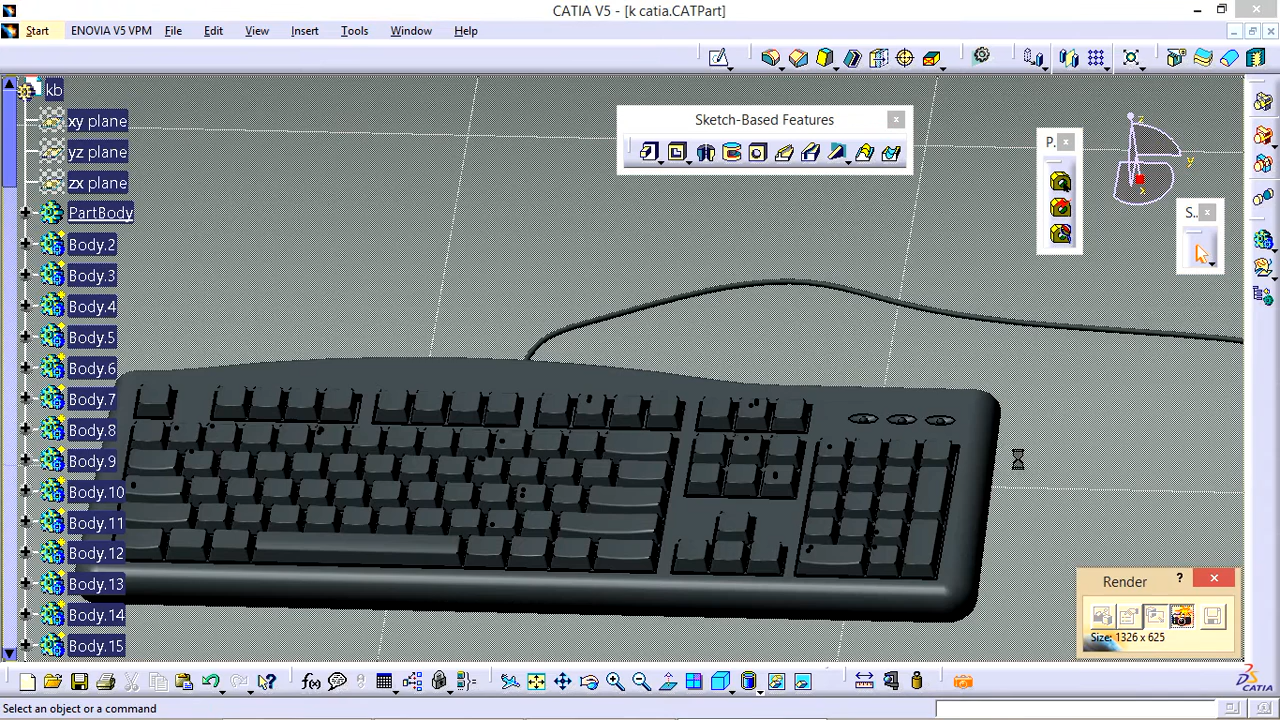 CATIA V5 - [k catia.CATPart]
Start ENOVIA V5 VPM File Edit View Insert Tools Window Help
kb
xy plane
yz plane
zx plane
PartBody
Body.2
Body.3
Body.4
Body.5
Body.6
Body.7
Body.8
Body.9
Body.10
Body.11
Body.12
Body.13
Body.14
Body.15
Sketch-Based Features
P.
z
y
x
S..
Render ?
Size: 1326 x 625
f(x)
CATIA
Select an object or a command